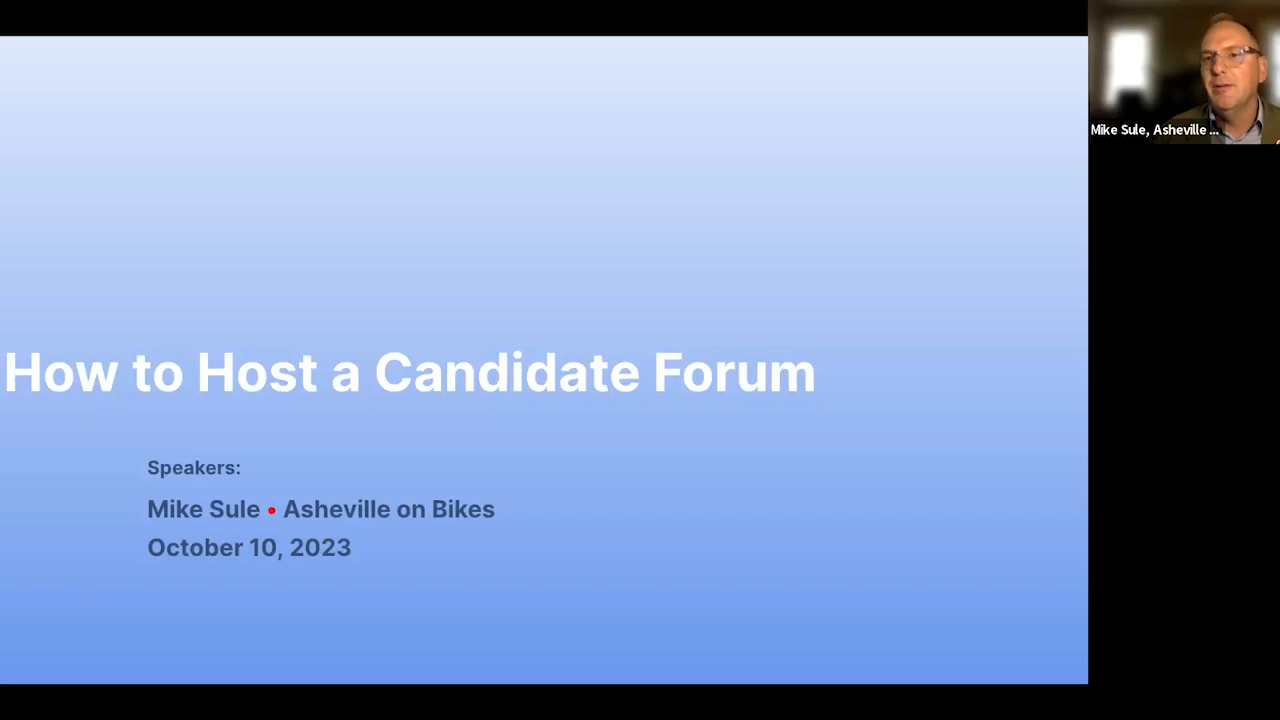 How to Host a Candidate Forum
Speakers:
Mike Sule • Asheville on Bikes
October 10, 2023
Mike Sule, Asheville ...